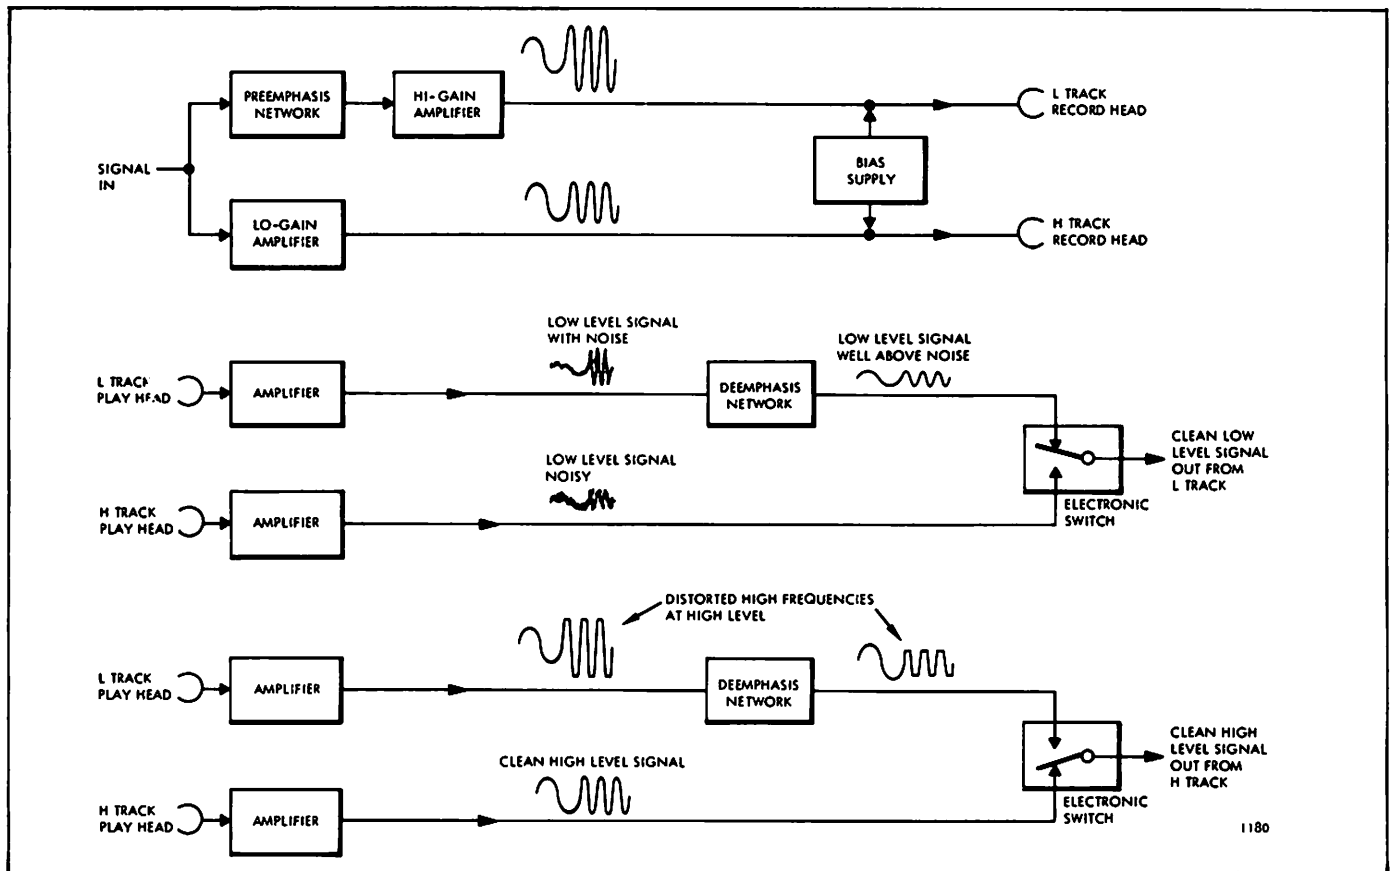 PREEMPHASIS
NETWORK
HI-GAIN
AMPLIFIER
L TRACK
RECORD HEAD
SIGNAL
IN
BIAS
SUPPLY
LO-GAIN
AMPLIFIER
H TRACK
RECORD HEAD
LOW LEVEL SIGNAL
WITH NOISE
LOW LEVEL SIGNAL
WELL ABOVE NOISE
L TRACK
PLAY HEAD
AMPLIFIER
DEEMPHASIS
NETWORK
CLEAN LOW
LEVEL SIGNAL
OUT FROM
L TRACK
LOW LEVEL SIGNAL
NOISY
H TRACK
PLAY HEAD
AMPLIFIER
ELECTRONIC
SWITCH
DISTORTED HIGH FREQUENCIES
AT HIGH LEVEL
L TRACK
PLAY HEAD
AMPLIFIER
DEEMPHASIS
NETWORK
CLEAN HIGH
LEVEL SIGNAL
OUT FROM
H TRACK
CLEAN HIGH LEVEL SIGNAL
H TRACK
PLAY HEAD
AMPLIFIER
ELECTRONIC
SWITCH
1180